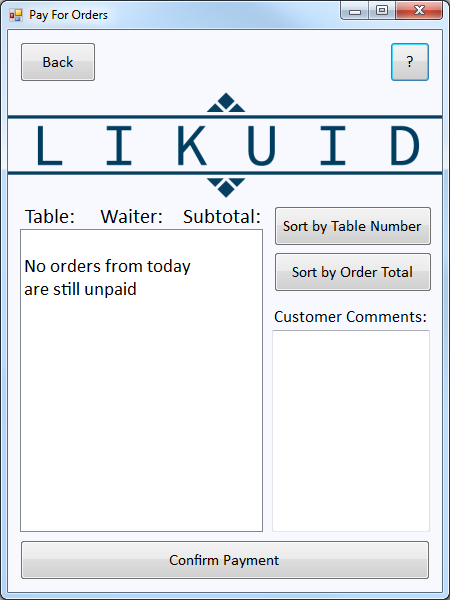 Pay For Orders
Back
?
LIKUID
Table: Waiter: Subtotal:
Sort by Table Number
No orders from today
are still unpaid
Sort by Order Total
Customer Comments:
Confirm Payment